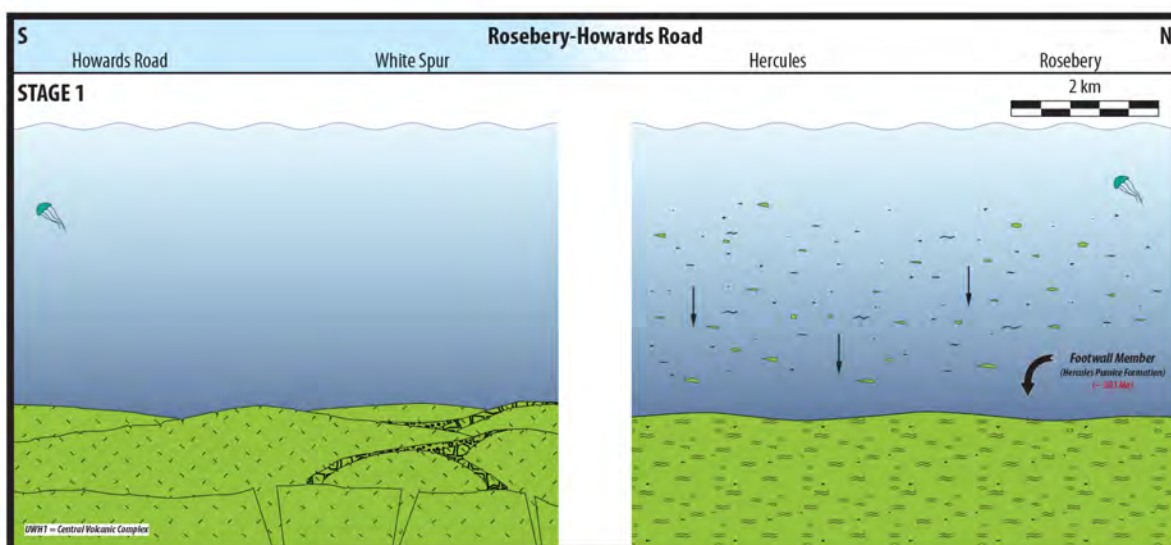 S Rosebery-Howards Road N
Howards Road White Spur Hercules Rosebery
STAGE 1
2 km
Footwall Member
(Hercules Pumice Formation)
UWH1 = Central Volcanic Complex